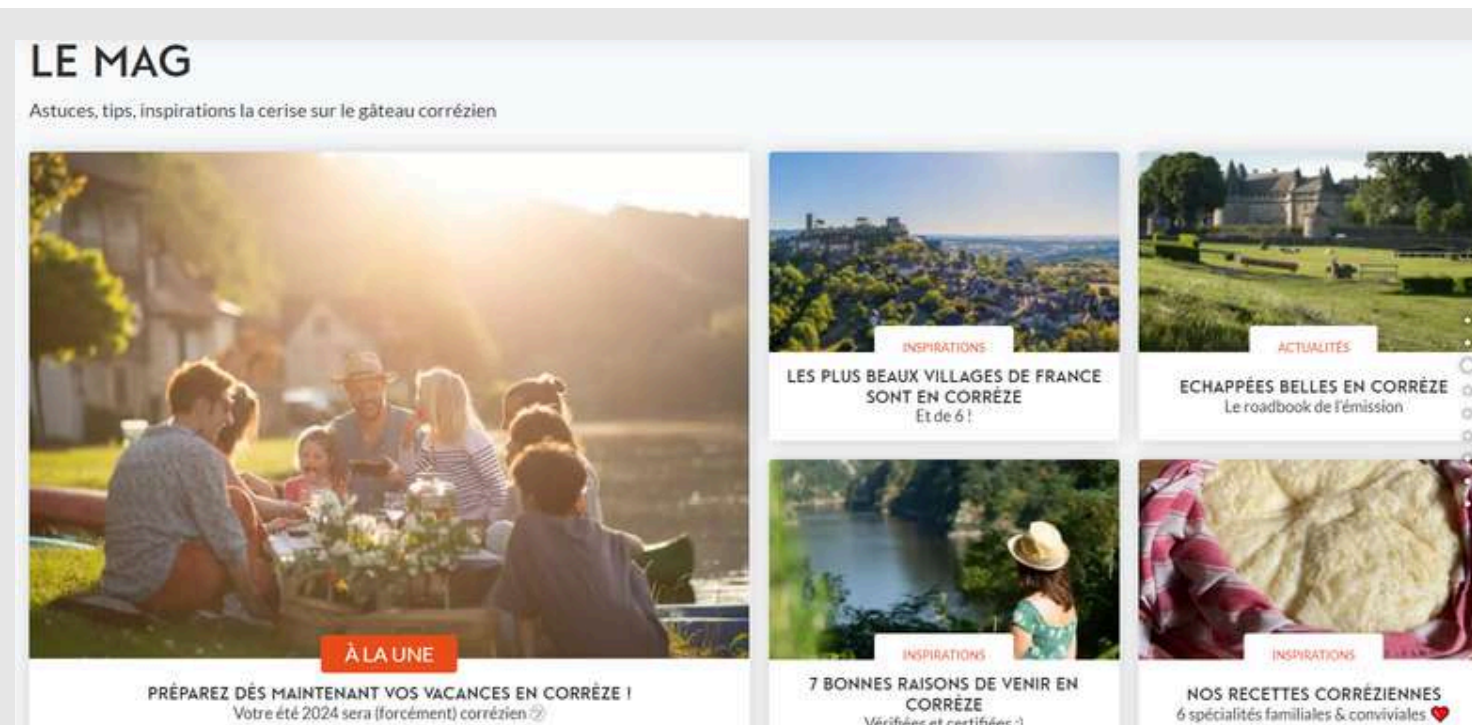 LE MAG
Astuces, tips, inspirations la cerise sur le gâteau corrézien
À LA UNE
PRÉPAREZ DÈS MAINTENANT VOS VACANCES EN CORRÈZE !
Votre été 2024 sera (forcément) corrézien
INSPIRATIONS
LES PLUS BEAUX VILLAGES DE FRANCE
SONT EN CORRÈZE
Et de 6 !
ACTUALITÉS
ECHAPPÉES BELLES EN CORRÈZE
Le roadbook de l'émission
INSPIRATIONS
7 BONNES RAISONS DE VENIR EN
CORRÈZE
Vérifiées et certifiées :)
INSPIRATIONS
NOS RECETTES CORRÉZIENNES
6 spécialités familiales & conviviales ❤